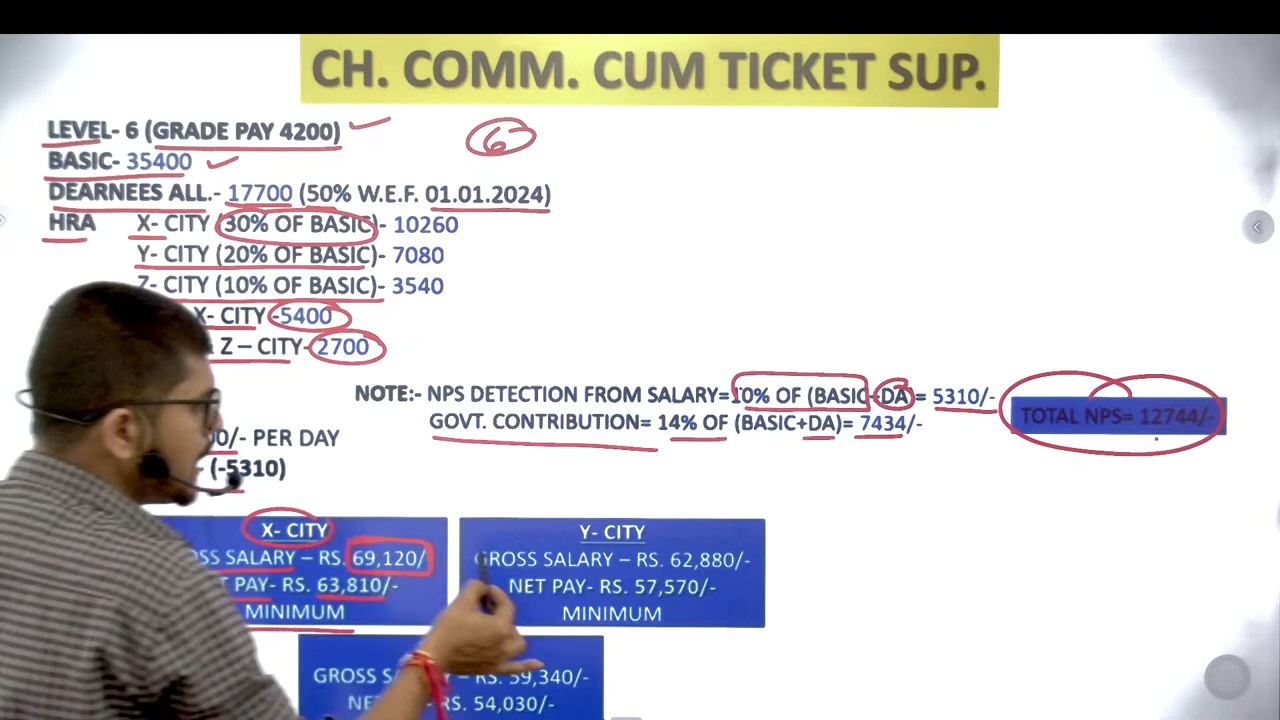 CH. COMM. CUM TICKET SUP.
LEVEL- 6 (GRADE PAY 4200)
6
BASIC- 35400
DEARNEES ALL.- 17700 (50% W.E.F. 01.01.2024)
HRA X- CITY (30% OF BASIC)- 10260
Y- CITY (20% OF BASIC)- 7080
Z- CITY (10% OF BASIC)- 3540
X- CITY -5400
Z – CITY- 2700
NOTE:- NPS DETECTION FROM SALARY= 10% OF (BASIC+DA)= 5310/-
GOVT. CONTRIBUTION= 14% OF (BASIC+DA)= 7434/-
TOTAL NPS= 12744/-
/- PER DAY
(-5310)
X- CITY
SALARY – RS. 69,120/
PAY- RS. 63,810/-
MINIMUM
Y- CITY
GROSS SALARY – RS. 62,880/-
NET PAY- RS. 57,570/-
MINIMUM
GROSS RS. 59,340/-
RS. 54,030/-